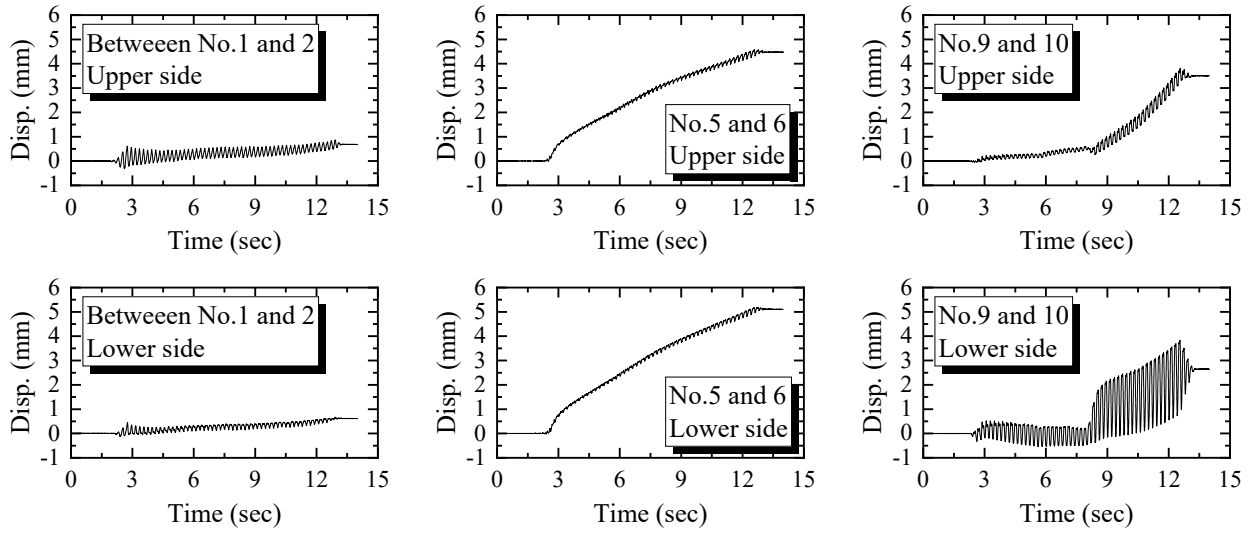 6
5
4
3
2
1
0
-1
Disp. (mm)
Betweeen No.1 and 2
Upper side
0 3 6 9 12 15
Time (sec)
6
5
4
3
2
1
0
-1
Disp. (mm)
No.5 and 6
Upper side
0 3 6 9 12 15
Time (sec)
6
5
4
3
2
1
0
-1
Disp. (mm)
No.9 and 10
Upper side
0 3 6 9 12 15
Time (sec)
6
5
4
3
2
1
0
-1
Disp. (mm)
Betweeen No.1 and 2
Lower side
0 3 6 9 12 15
Time (sec)
6
5
4
3
2
1
0
-1
Disp. (mm)
No.5 and 6
Lower side
0 3 6 9 12 15
Time (sec)
6
5
4
3
2
1
0
-1
Disp. (mm)
No.9 and 10
Lower side
0 3 6 9 12 15
Time (sec)